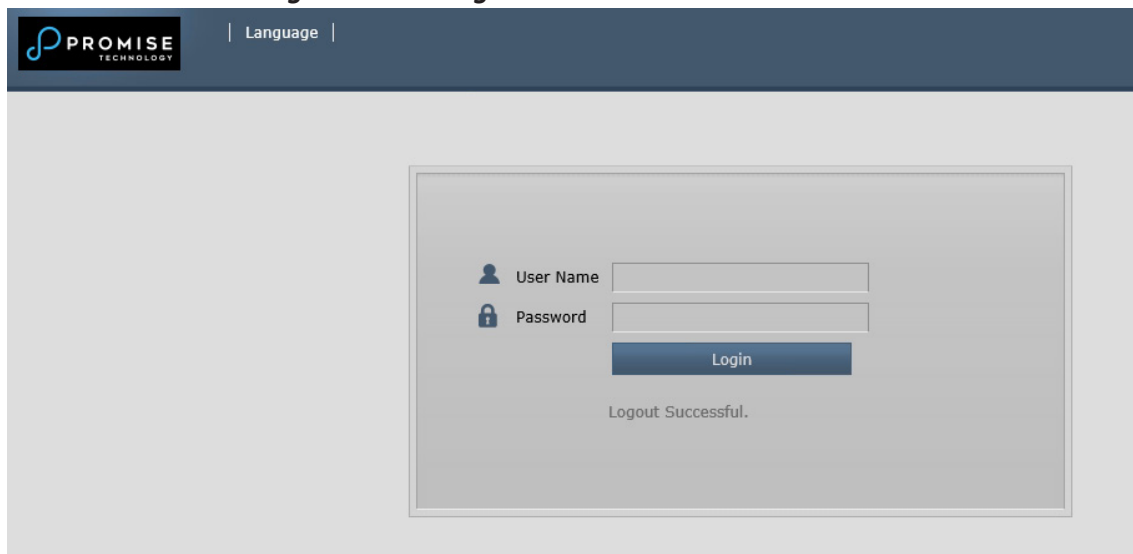 PROMISE
TECHNOLOGY
| Language |
User Name
Password
Login
Logout Successful.